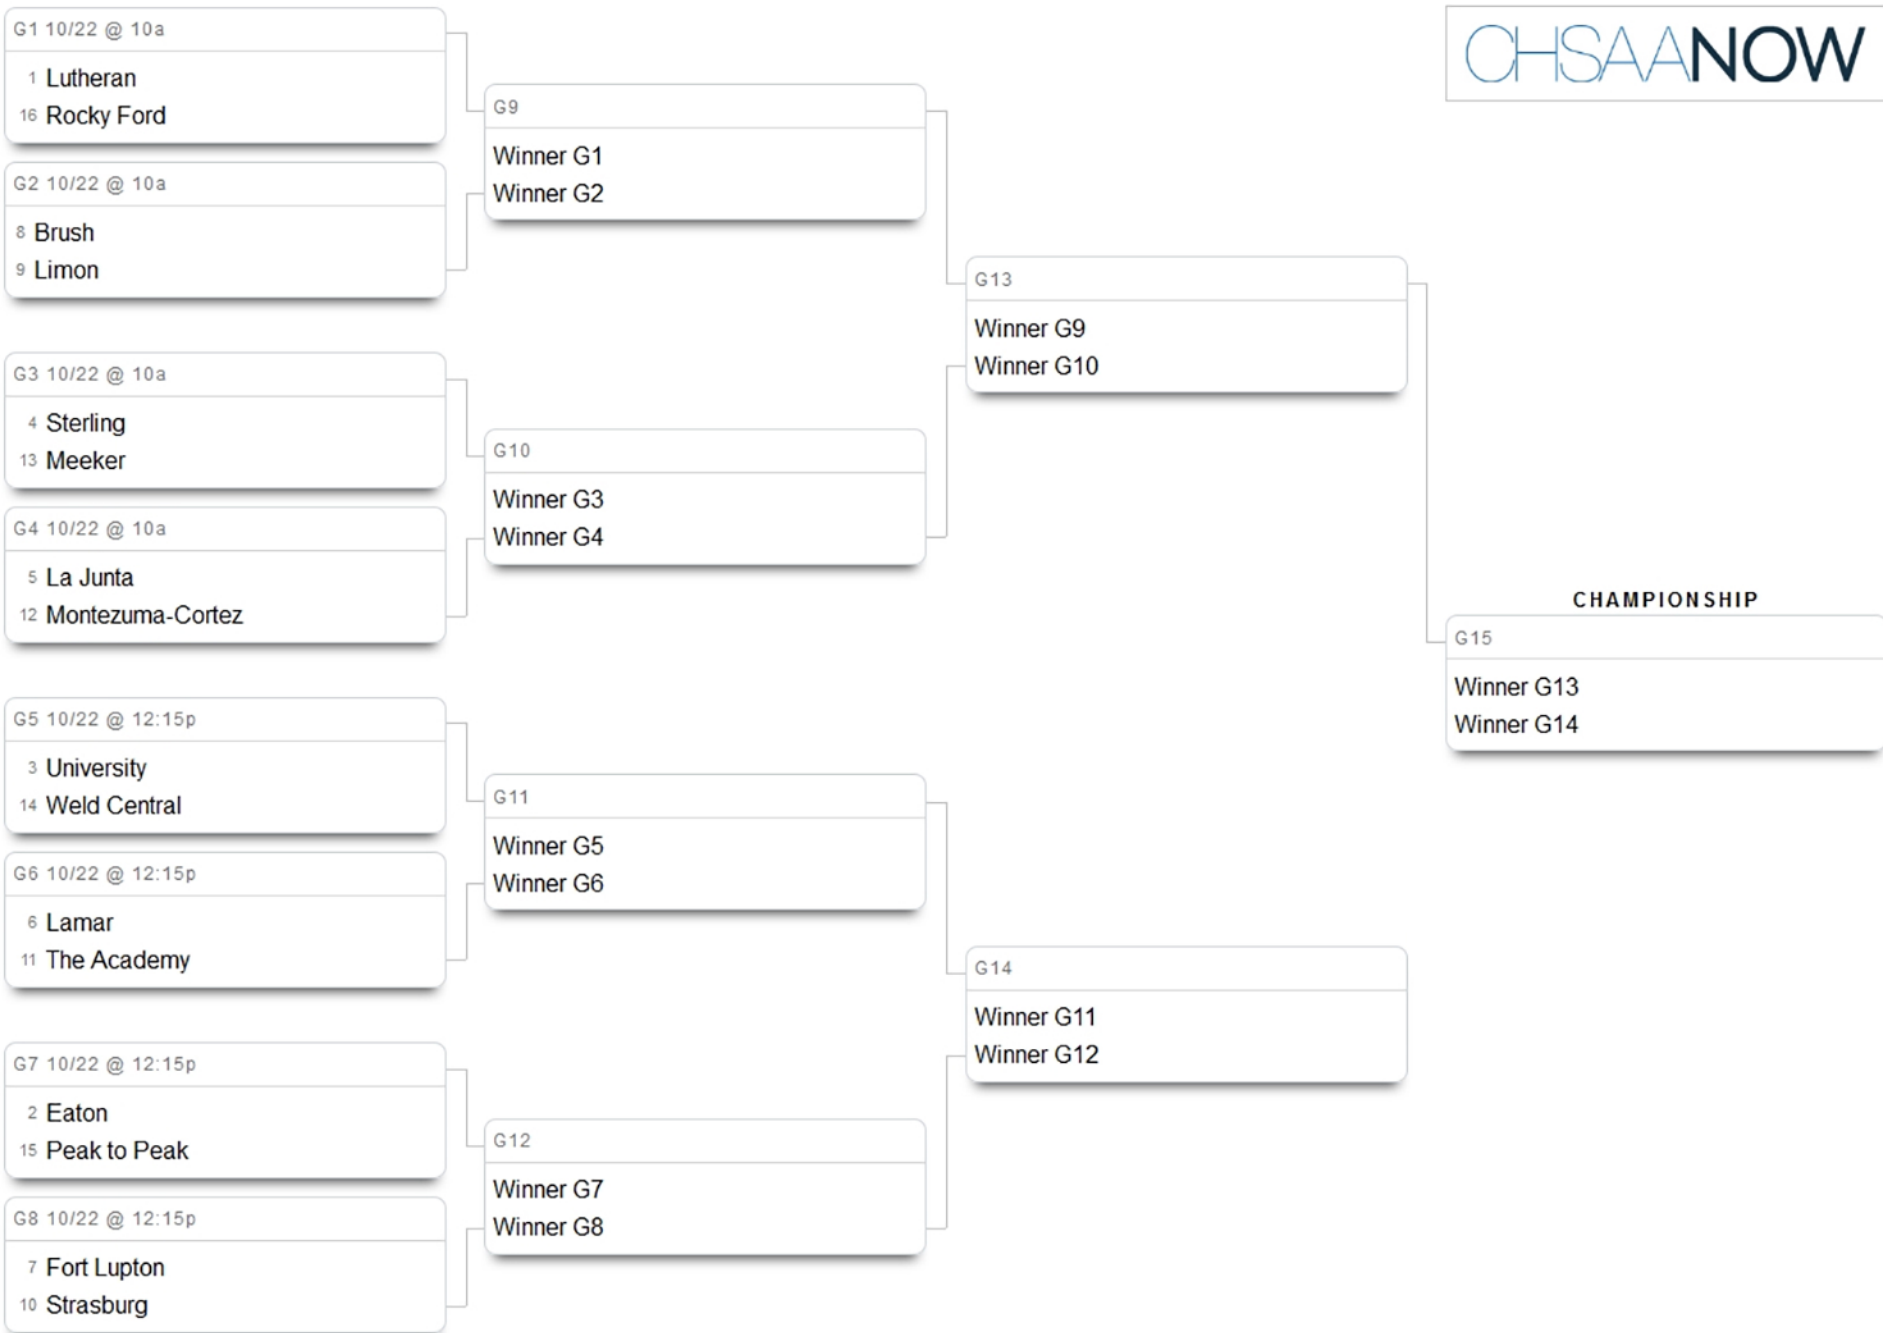 G1 10/22 @ 10a
1 Lutheran
16 Rocky Ford
G2 10/22 @ 10a
8 Brush
9 Limon
G3 10/22 @ 10a
4 Sterling
13 Meeker
G4 10/22 @ 10a
5 La Junta
12 Montezuma-Cortez
G5 10/22 @ 12:15p
3 University
14 Weld Central
G6 10/22 @ 12:15p
6 Lamar
11 The Academy
G7 10/22 @ 12:15p
2 Eaton
15 Peak to Peak
G8 10/22 @ 12:15p
7 Fort Lupton
10 Strasburg
G9
Winner G1
Winner G2
G10
Winner G3
Winner G4
G11
Winner G5
Winner G6
G12
Winner G7
Winner G8
G13
Winner G9
Winner G10
G14
Winner G11
Winner G12
CHSAANOW
CHAMPIONSHIP
G15
Winner G13
Winner G14